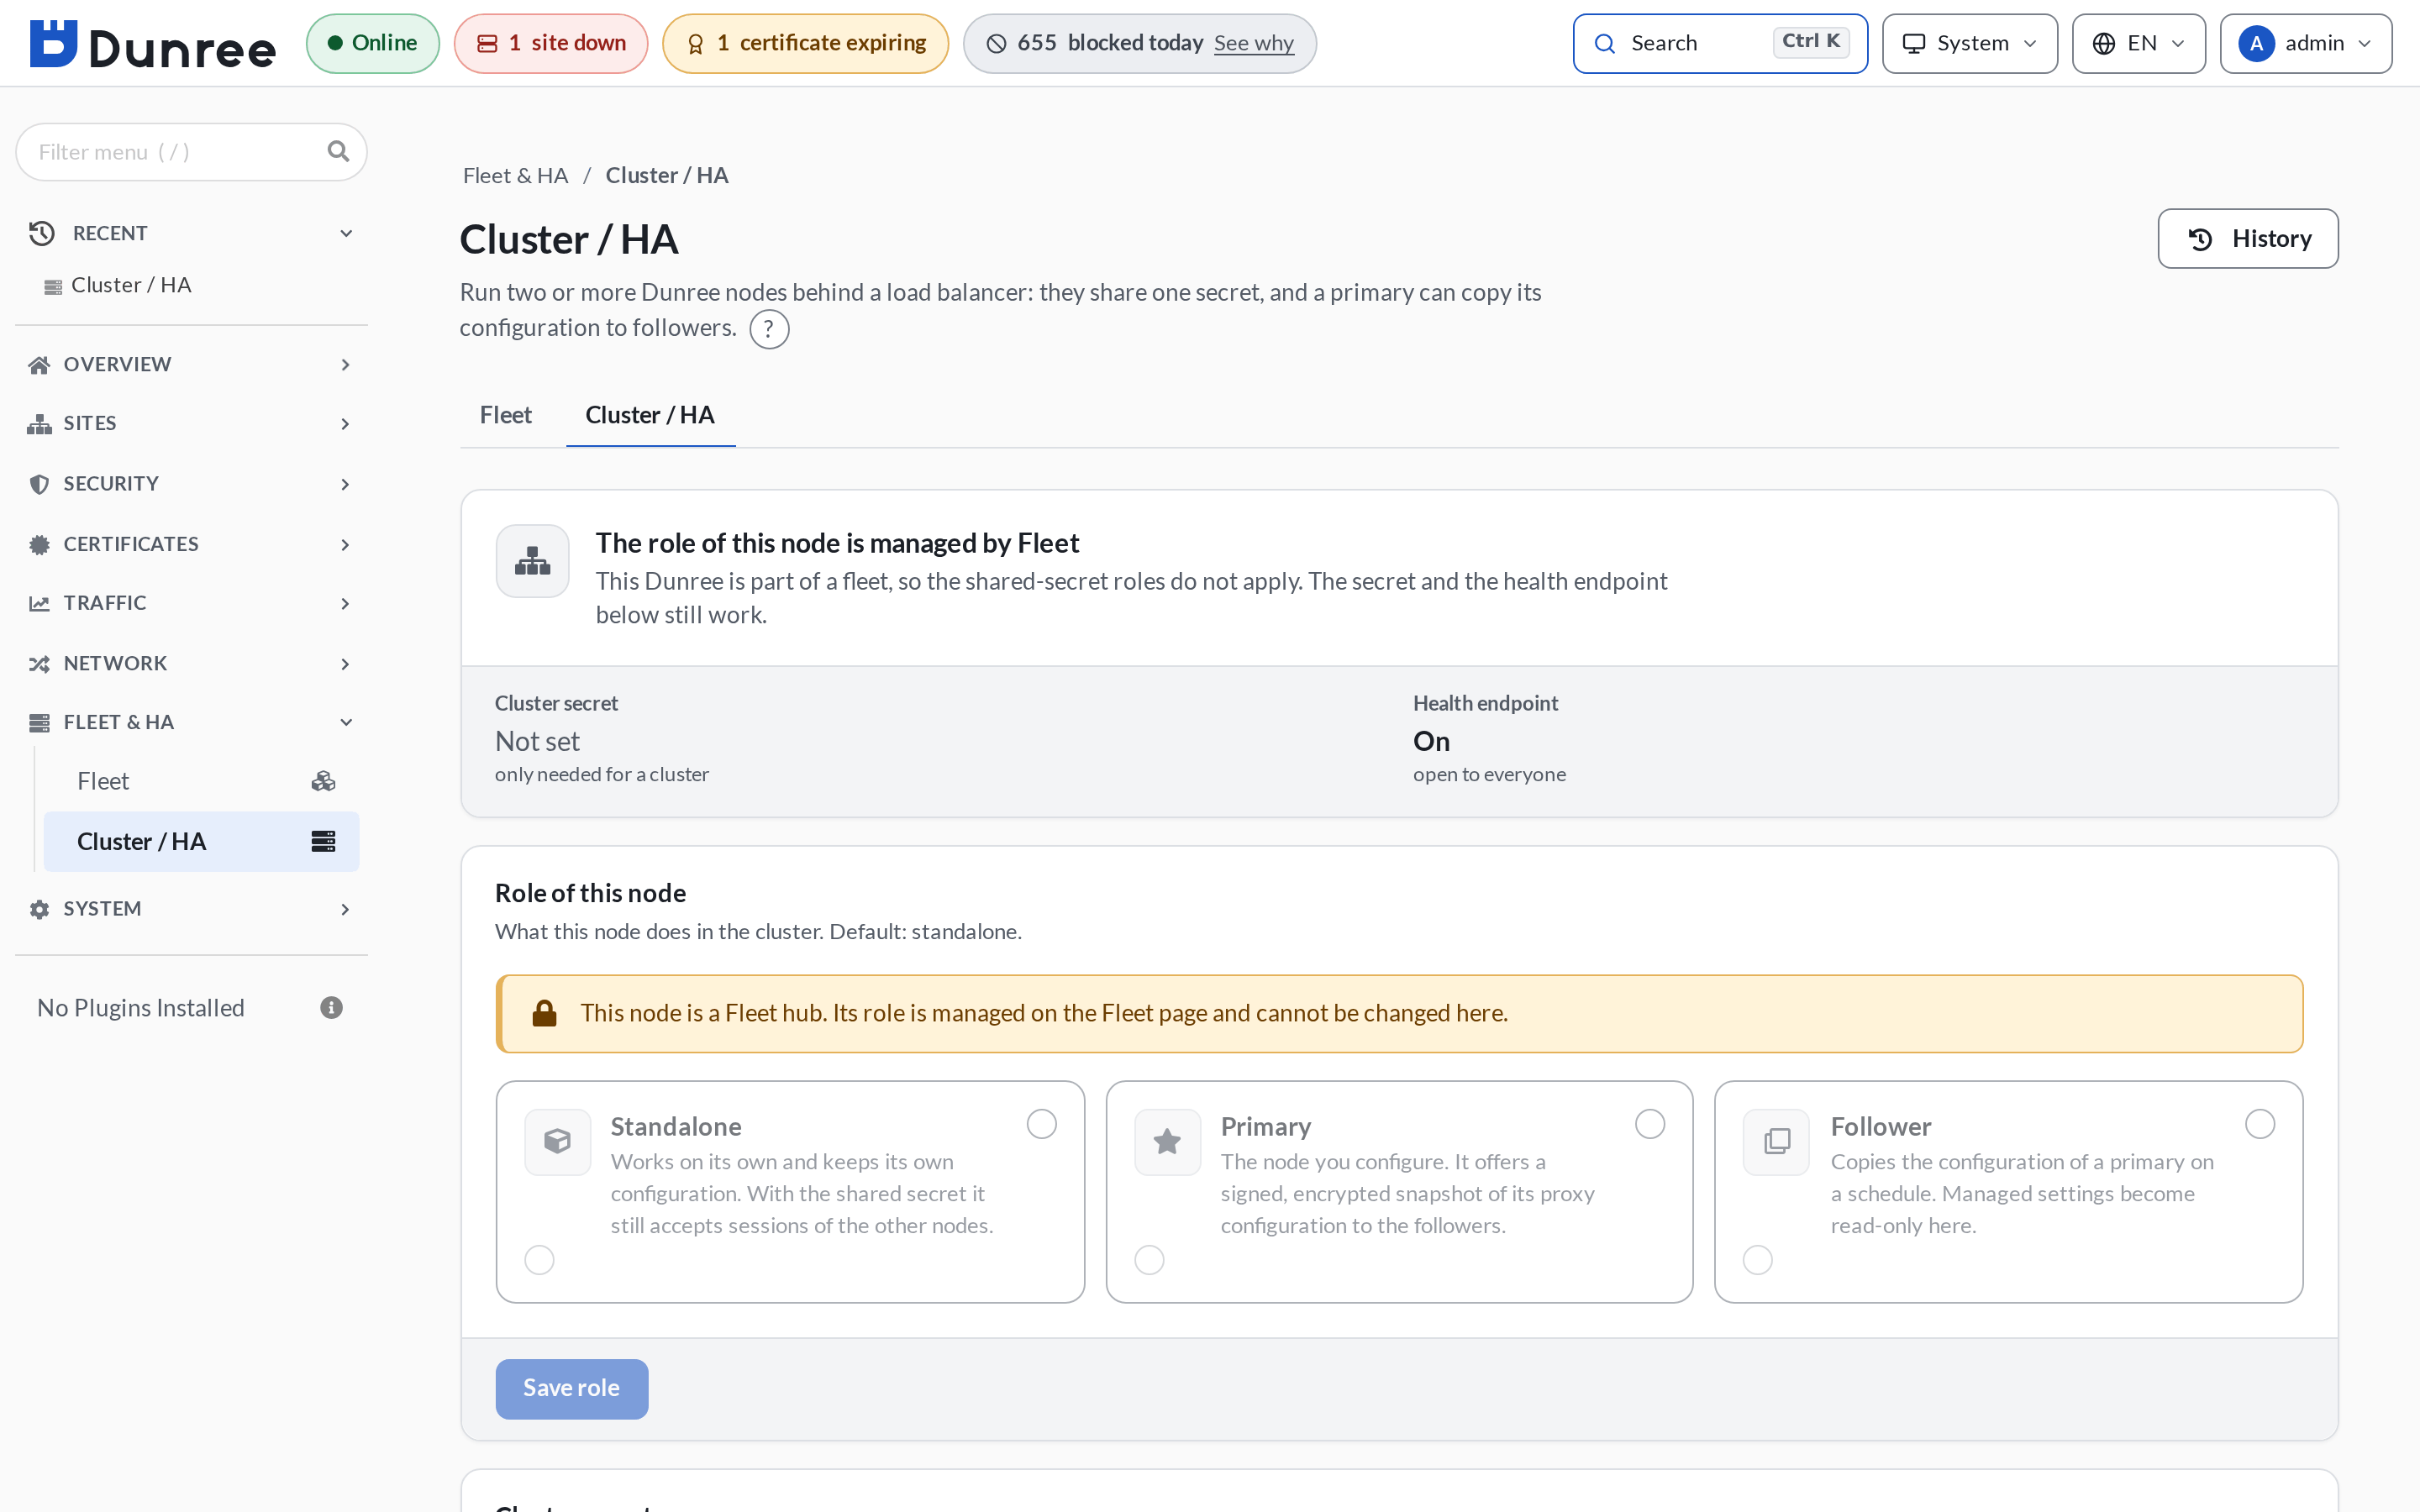 Dunree
Online
1 site down
1 certificate expiring
655 blocked today See why
Search Ctrl K
System
EN
A admin
Filter menu ( / )
RECENT
Cluster / HA
OVERVIEW
SITES
SECURITY
CERTIFICATES
TRAFFIC
NETWORK
FLEET & HA
Fleet
Cluster / HA
SYSTEM
No Plugins Installed
Fleet & HA / Cluster / HA
Cluster / HA
History
Run two or more Dunree nodes behind a load balancer: they share one secret, and a primary can copy its
configuration to followers. ?
Fleet
Cluster / HA
The role of this node is managed by Fleet
This Dunree is part of a fleet, so the shared-secret roles do not apply. The secret and the health endpoint
below still work.
Cluster secret
Not set
only needed for a cluster
Health endpoint
On
open to everyone
Role of this node
What this node does in the cluster. Default: standalone.
This node is a Fleet hub. Its role is managed on the Fleet page and cannot be changed here.
Standalone
Works on its own and keeps its own
configuration. With the shared secret it
still accepts sessions of the other nodes.
Primary
The node you configure. It offers a
signed, encrypted snapshot of its proxy
configuration to the followers.
Follower
Copies the configuration of a primary on
a schedule. Managed settings become
read-only here.
Save role